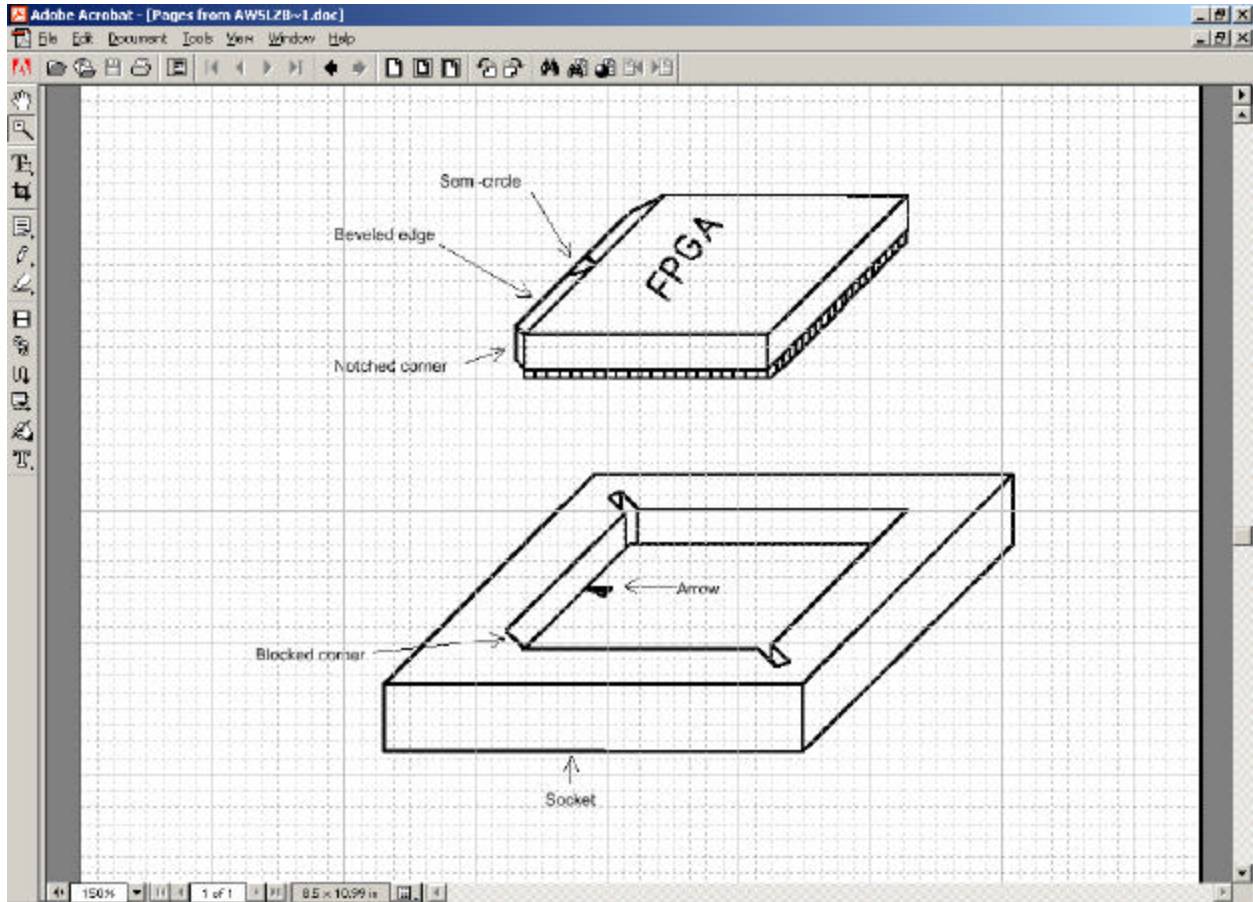 Adobe Acrobat - [Pages from AWSLZB~1.doc]
File Edit Document Tools View Window Help
Semi-circle
Beveled edge
FPGA
Notched corner
Arrow
Blocked corner
Socket
150% 1 of 1 8.5 x 10.99 in